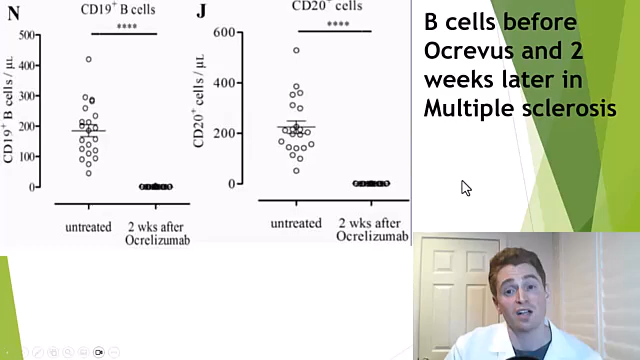 N
CD19⁺ B cells
****
CD19⁺ B cells / μL
500
400
300
200
100
0
untreated
2 wks after
Ocrelizumab
J
CD20⁺ cells
****
CD20⁺ cells / μL
600
400
200
0
untreated
2 wks after
Ocrelizumab
B cells before
Ocrevus and 2
weeks later in
Multiple sclerosis